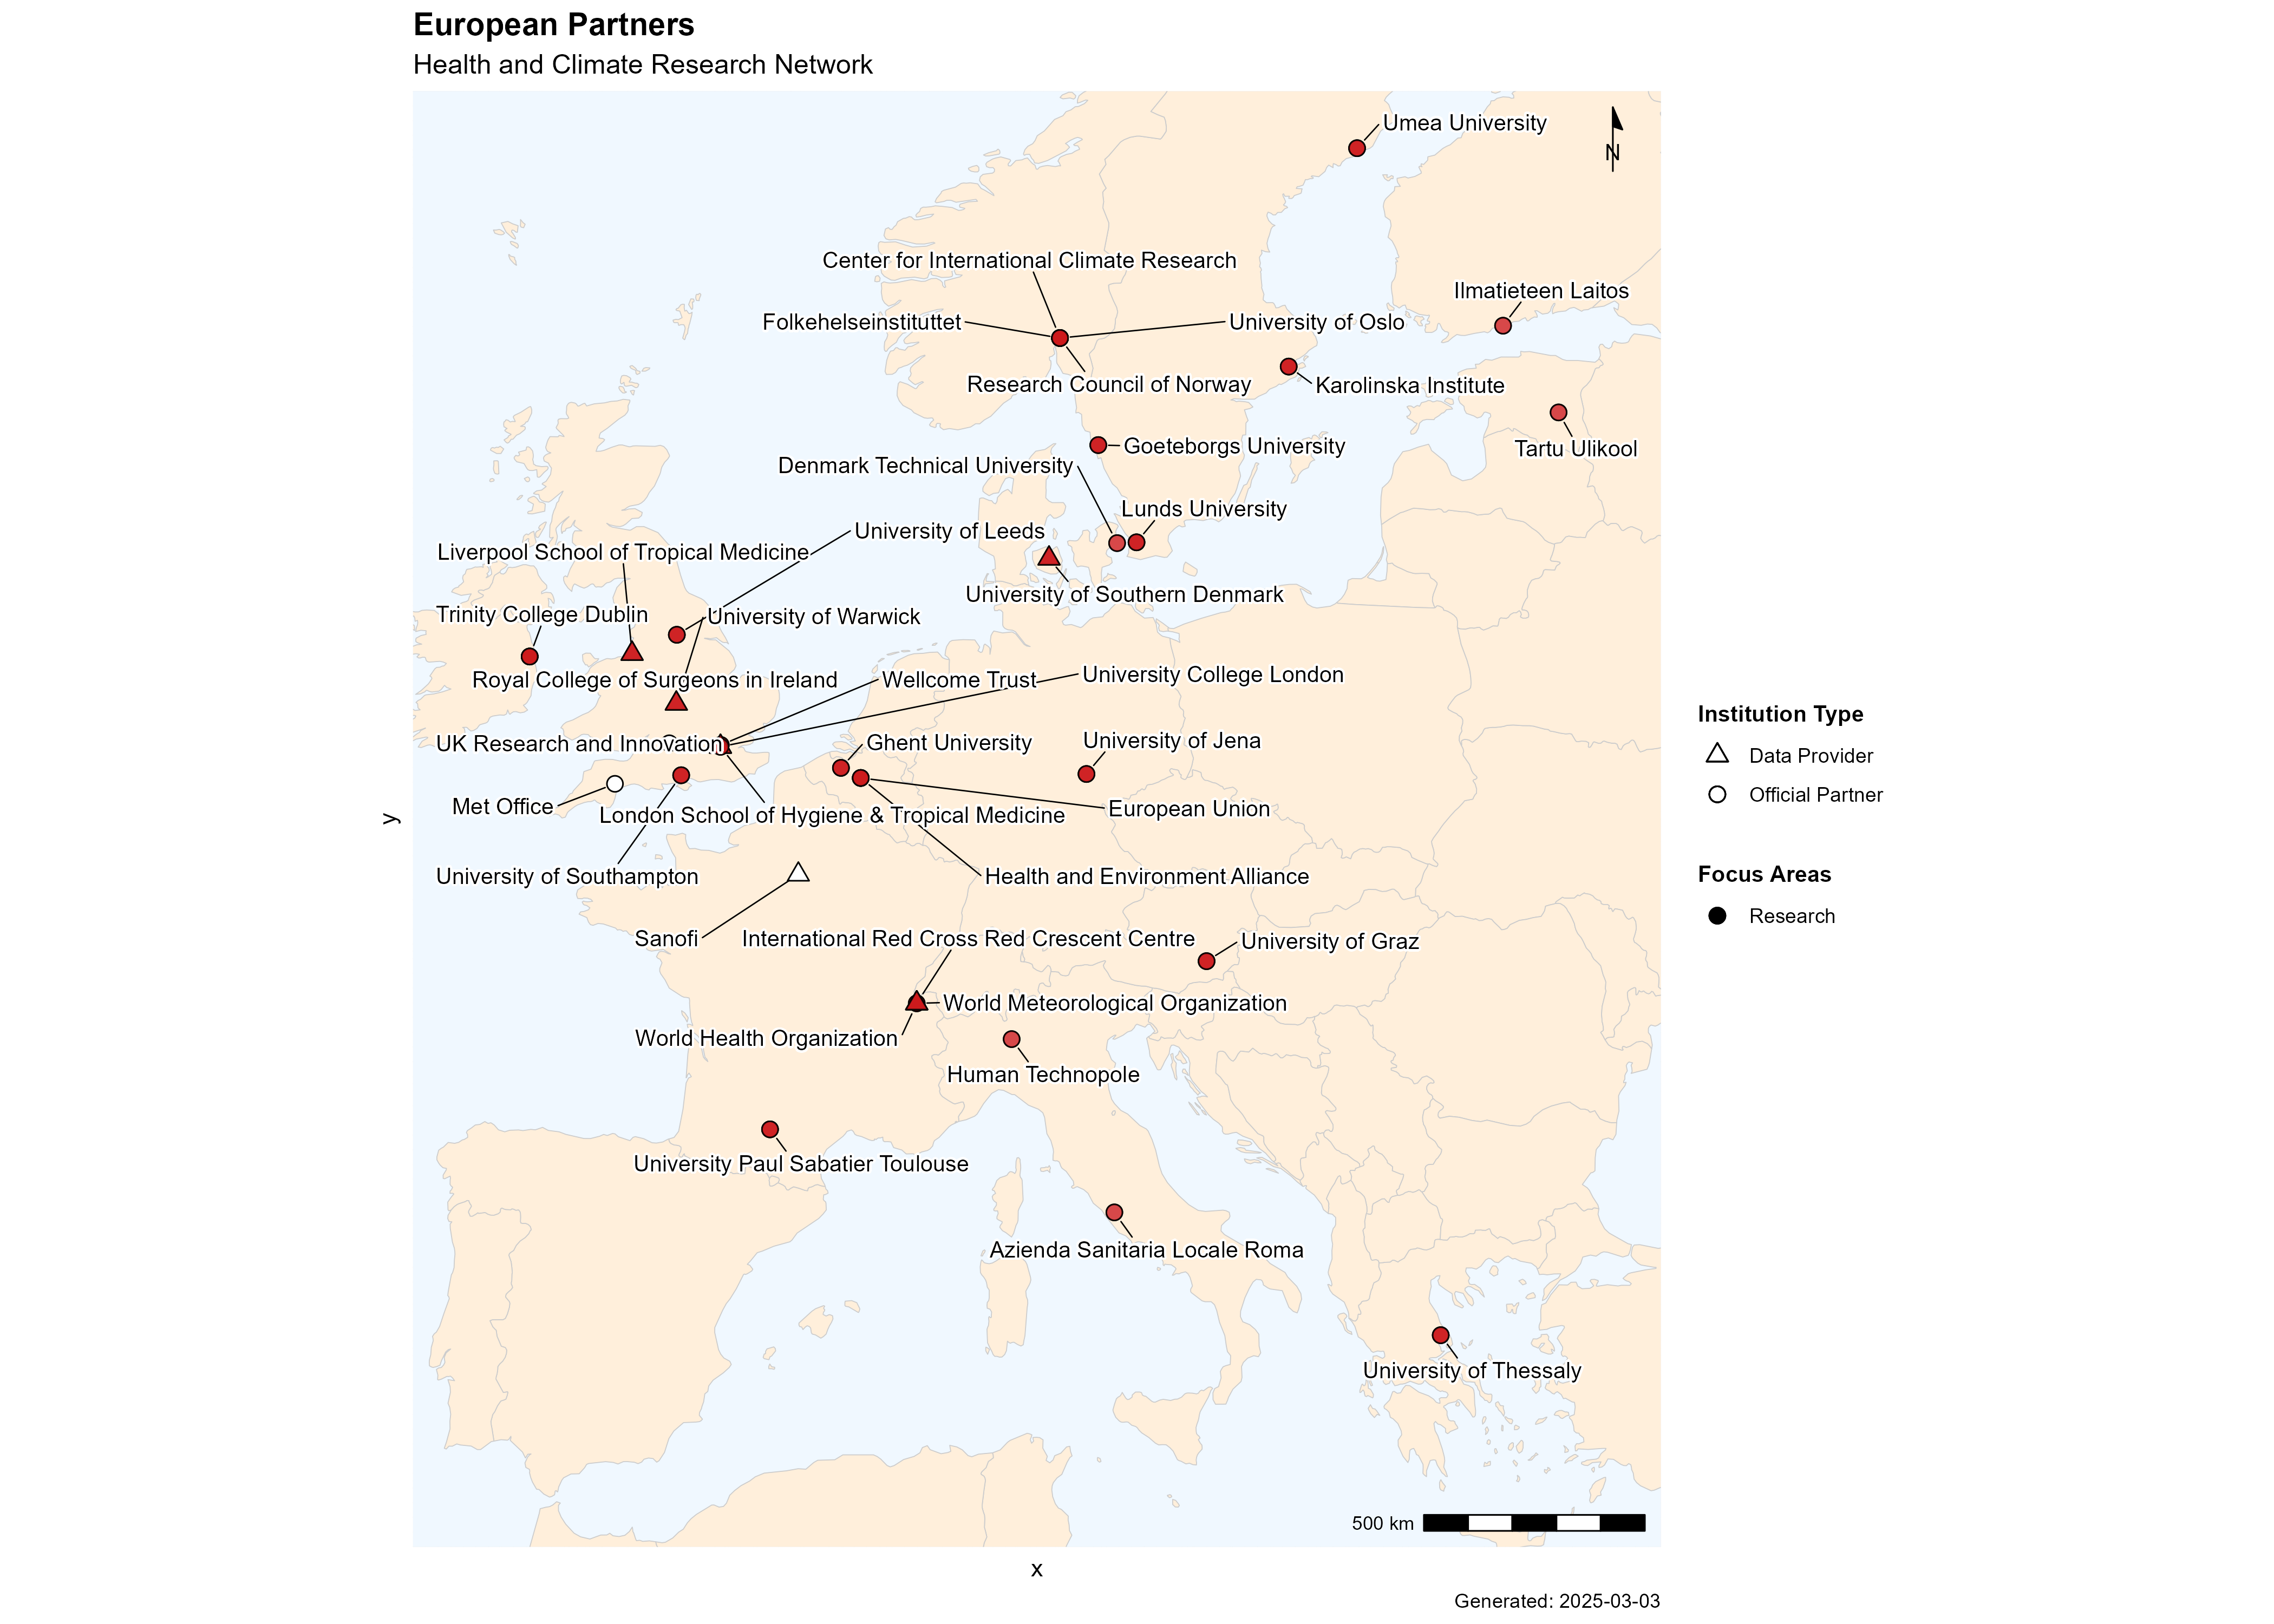 European Partners
Health and Climate Research Network
Umea University
N
Center for International Climate Research
Ilmatieteen Laitos
Folkehelseinstituttet
University of Oslo
Research Council of Norway
Karolinska Institute
Goeteborgs University
Tartu Ulikool
Denmark Technical University
Lunds University
University of Leeds
Liverpool School of Tropical Medicine
University of Southern Denmark
Trinity College Dublin
University of Warwick
Royal College of Surgeons in Ireland
Wellcome Trust
University College London
UK Research and Innovation
Ghent University
University of Jena
Met Office
London School of Hygiene & Tropical Medicine
European Union
University of Southampton
Health and Environment Alliance
Sanofi
International Red Cross Red Crescent Centre
University of Graz
World Meteorological Organization
World Health Organization
Human Technopole
University Paul Sabatier Toulouse
Azienda Sanitaria Locale Roma
University of Thessaly
500 km
y
x
Institution Type
Data Provider
Official Partner
Focus Areas
Research
Generated: 2025-03-03